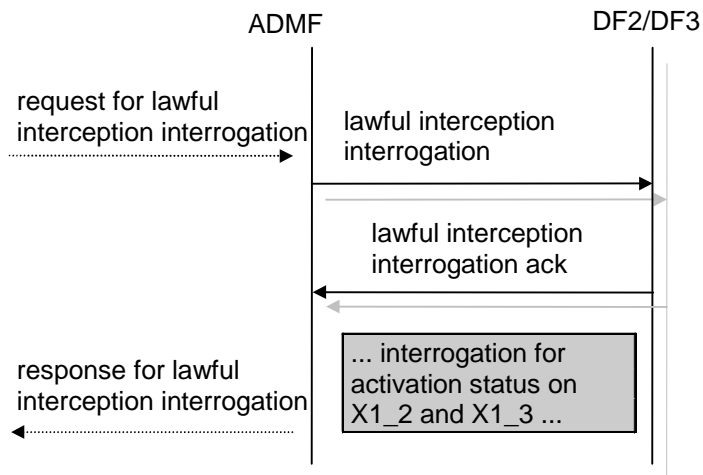 ADMF
DF2/DF3
request for lawful
interception interrogation
lawful interception
interrogation
lawful interception
interrogation ack
... interrogation for
activation status on
X1_2 and X1_3 ...
response for lawful
interception interrogation